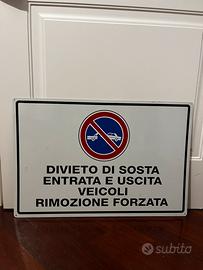 DIVIETO DI SOSTA
ENTRATA E USCITA
VEICOLI
RIMOZIONE FORZATA
subito